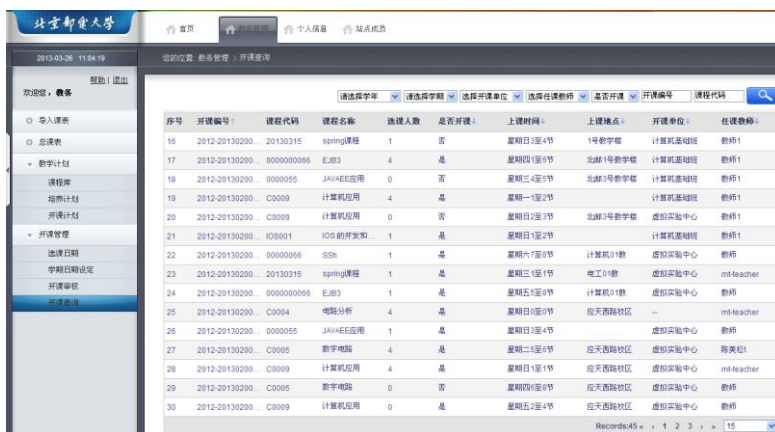 北京邮电大学
首页
教务管理
个人信息
站点成员
2013-03-26 11:04:19
您的位置: 教务管理 > 开课查询
帮助 | 退出
欢迎您，教务
请选择学年 请选择学期 选择开课单位 选择任课教师 是否开课 开课编号 课程代码
导入课表
总课表
教学计划
课程库
培养计划
开课计划
开课管理
选课日期
学期日期设定
开课审核
开课查询
序号 开课编号 课程代码 课程名称 选课人数 是否开课 上课时间 上课地点 开课单位 任课教师
16 2012-20130200... 20130315 spring课程 1 否 星期日3至4节 1号教学楼 计算机基础班 教师1
17 2012-20130200... 0000000066 EJB3 4 是 星期四1至6节 北邮1号教学楼 计算机基础班 教师1
18 2012-20130200... 0000055 JAVAEE应用 0 否 星期三4至5节 北邮3号教学楼 计算机基础班 教师1
19 2012-20130200... C0009 计算机应用 4 是 星期一1至2节 计算机基础班 教师1
20 2012-20130200... C0009 计算机应用 0 否 星期日2至3节 北邮3号教学楼 虚拟实验中心 教师1
21 2012-20130200... IOS001 IOS的开发和... 1 是 星期日1至2节 计算机基础班 教师1
22 2012-20130200... 00000066 SSh 1 是 星期六7至8节 计算机01教 虚拟实验中心 教师
23 2012-20130200... 20130315 spring课程 4 是 星期三1至1节 电工01教 虚拟实验中心 mt-teacher
24 2012-20130200... 0000000066 EJB3 1 是 星期五5至6节 计算机01教 虚拟实验中心 教师
25 2012-20130200... C0004 电路分析 4 是 星期日0至0节 应天西路校区 -- mt-teacher
26 2012-20130200... 0000055 JAVAEE应用 1 是 星期日3至4节 虚拟实验中心 教师
27 2012-20130200... C0005 数字电路 4 是 星期二5至6节 应天西路校区 虚拟实验中心 陈美松1
28 2012-20130200... C0009 计算机应用 4 是 星期日1至1节 应天西路校区 虚拟实验中心 mt-teacher
29 2012-20130200... C0005 数字电路 0 否 星期四6至8节 应天西路校区 虚拟实验中心 教师
30 2012-20130200... C0009 计算机应用 0 是 星期五2至4节 应天西路校区 虚拟实验中心 教师
Records:45 « ‹ 1 2 3 › » 15